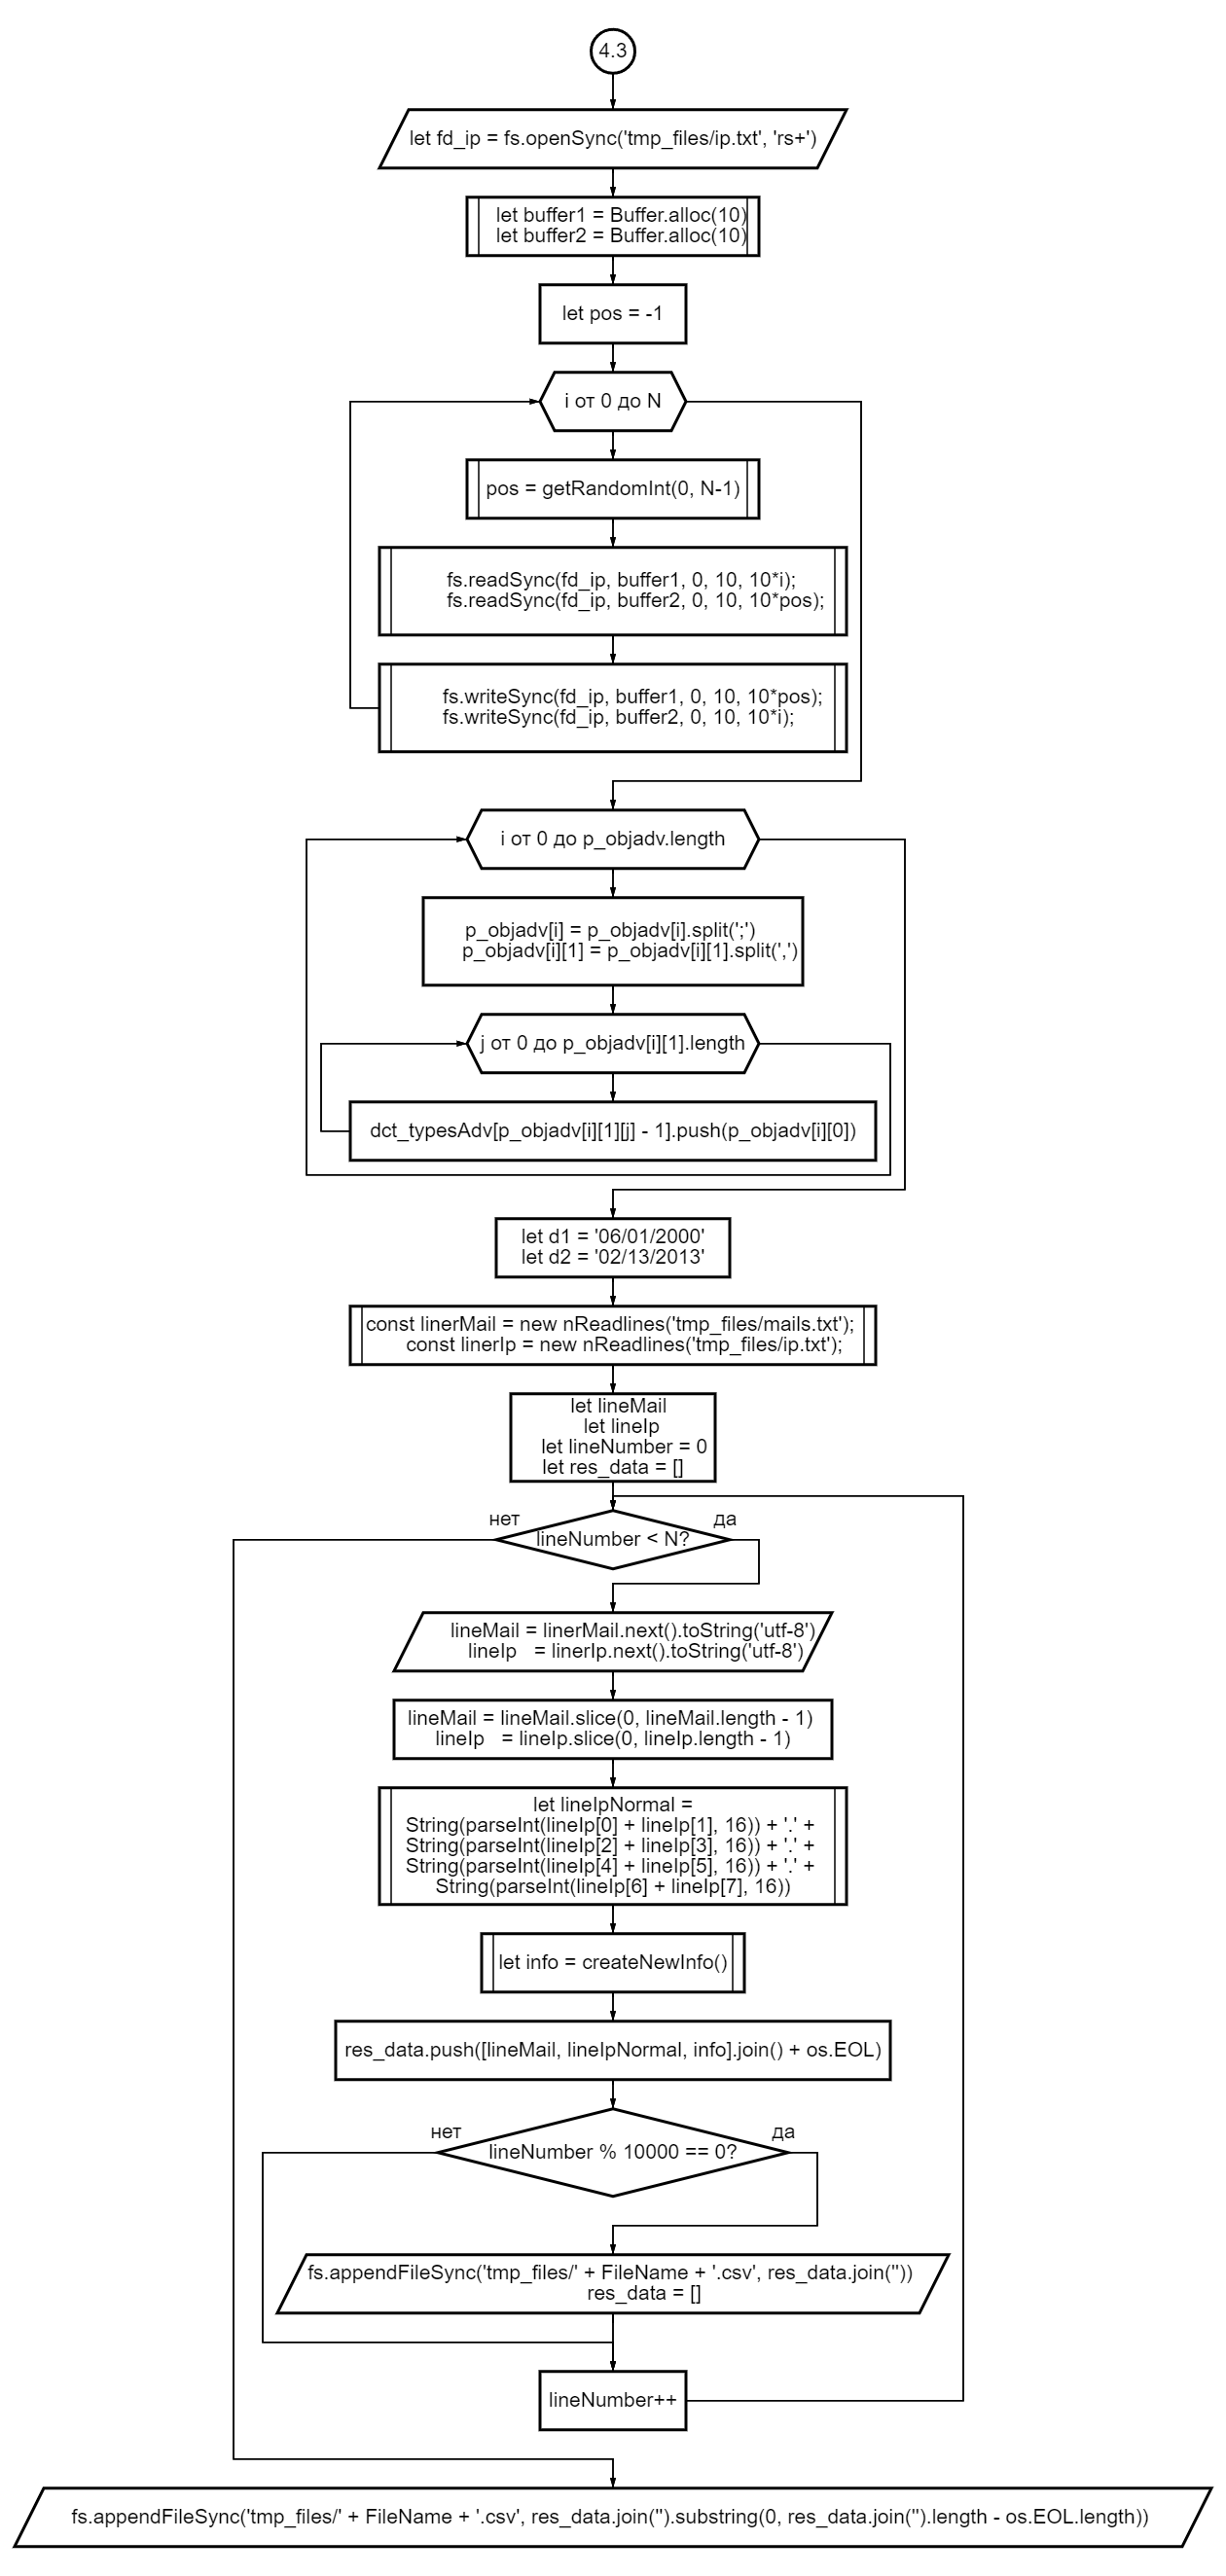 4.3
let fd_ip = fs.openSync('tmp_files/ip.txt', 'rs+')
let buffer1 = Buffer.alloc(10)
let buffer2 = Buffer.alloc(10)
let pos = -1
i от 0 до N
pos = getRandomInt(0, N-1)
fs.readSync(fd_ip, buffer1, 0, 10, 10*i);
fs.readSync(fd_ip, buffer2, 0, 10, 10*pos);
fs.writeSync(fd_ip, buffer1, 0, 10, 10*pos);
fs.writeSync(fd_ip, buffer2, 0, 10, 10*i);
i от 0 до p_objadv.length
p_objadv[i] = p_objadv[i].split(';')
p_objadv[i][1] = p_objadv[i][1].split(',')
j от 0 до p_objadv[i][1].length
dct_typesAdv[p_objadv[i][1][j] - 1].push(p_objadv[i][0])
let d1 = '06/01/2000'
let d2 = '02/13/2013'
const linerMail = new nReadlines('tmp_files/mails.txt');
const linerIp = new nReadlines('tmp_files/ip.txt');
let lineMail
let lineIp
let lineNumber = 0
let res_data = []
нет
да
lineNumber < N?
lineMail = linerMail.next().toString('utf-8')
lineIp   = linerIp.next().toString('utf-8')
lineMail = lineMail.slice(0, lineMail.length - 1)
lineIp   = lineIp.slice(0, lineIp.length - 1)
let lineIpNormal =
String(parseInt(lineIp[0] + lineIp[1], 16)) + '.' +
String(parseInt(lineIp[2] + lineIp[3], 16)) + '.' +
String(parseInt(lineIp[4] + lineIp[5], 16)) + '.' +
String(parseInt(lineIp[6] + lineIp[7], 16))
let info = createNewInfo()
res_data.push([lineMail, lineIpNormal, info].join() + os.EOL)
нет
да
lineNumber % 10000 == 0?
fs.appendFileSync('tmp_files/' + FileName + '.csv', res_data.join(''))
res_data = []
lineNumber++
fs.appendFileSync('tmp_files/' + FileName + '.csv', res_data.join('').substring(0, res_data.join('').length - os.EOL.length))